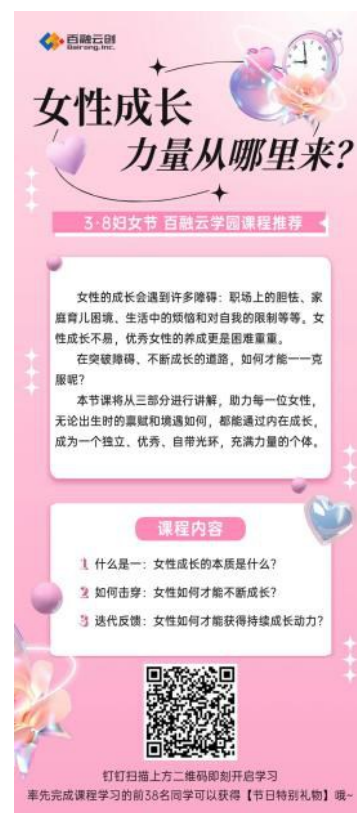 百融云创
Bairong.Inc.
女性成长
力量从哪里来?
3·8妇女节 百融云学园课程推荐
女性的成长会遇到许多障碍：职场上的胆怯、家
庭育儿困境、生活中的烦恼和对自我的限制等等。女
性成长不易，优秀女性的养成更是困难重重。
在突破障碍、不断成长的道路，如何才能一一克
服呢?
本节课将从三部分进行讲解，助力每一位女性，
无论出生时的禀赋和境遇如何，都能通过内在成长，
成为一个独立、优秀、自带光环，充满力量的个体。
课程内容
1 什么是一：女性成长的本质是什么?
2 如何击穿：女性如何才能不断成长?
3 迭代反馈：女性如何才能获得持续成长动力?
钉钉扫描上方二维码即刻开启学习
率先完成课程学习的前38名同学可以获得【节日特别礼物】哦~